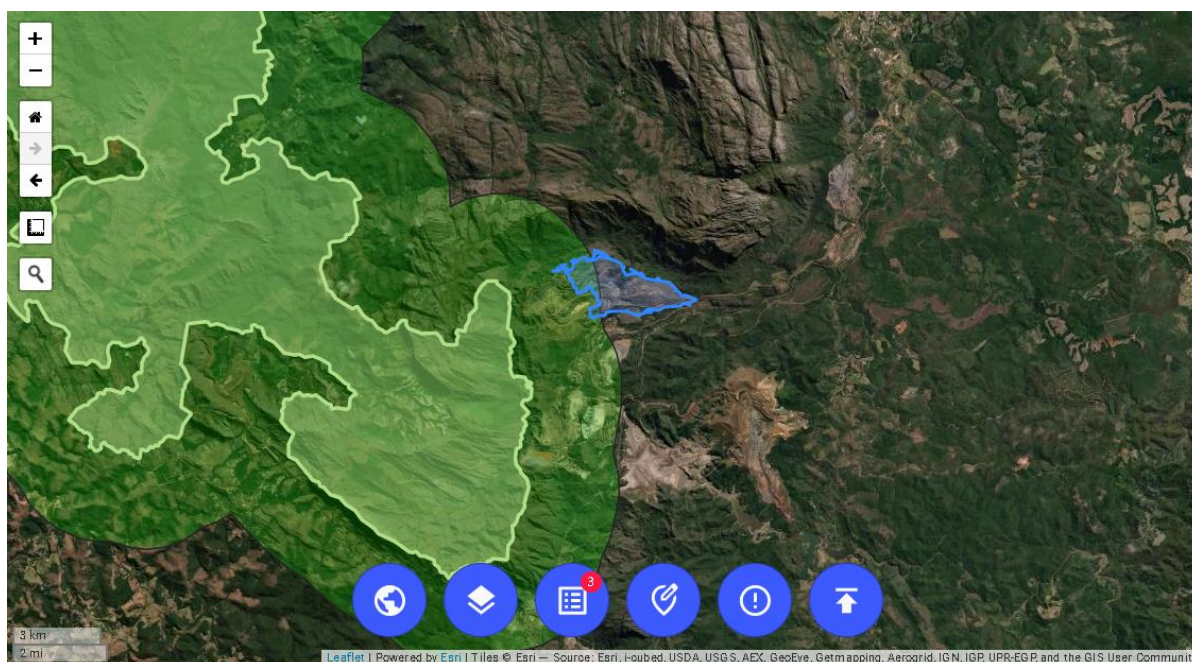 +
−
3
3 km
2 mi
Leaflet | Powered by Esri | Tiles © Esri — Source: Esri, i-cubed, USDA, USGS, AEX, GeoEye, Getmapping, Aerogrid, IGN, IGP, UPR-EGP, and the GIS User Communit